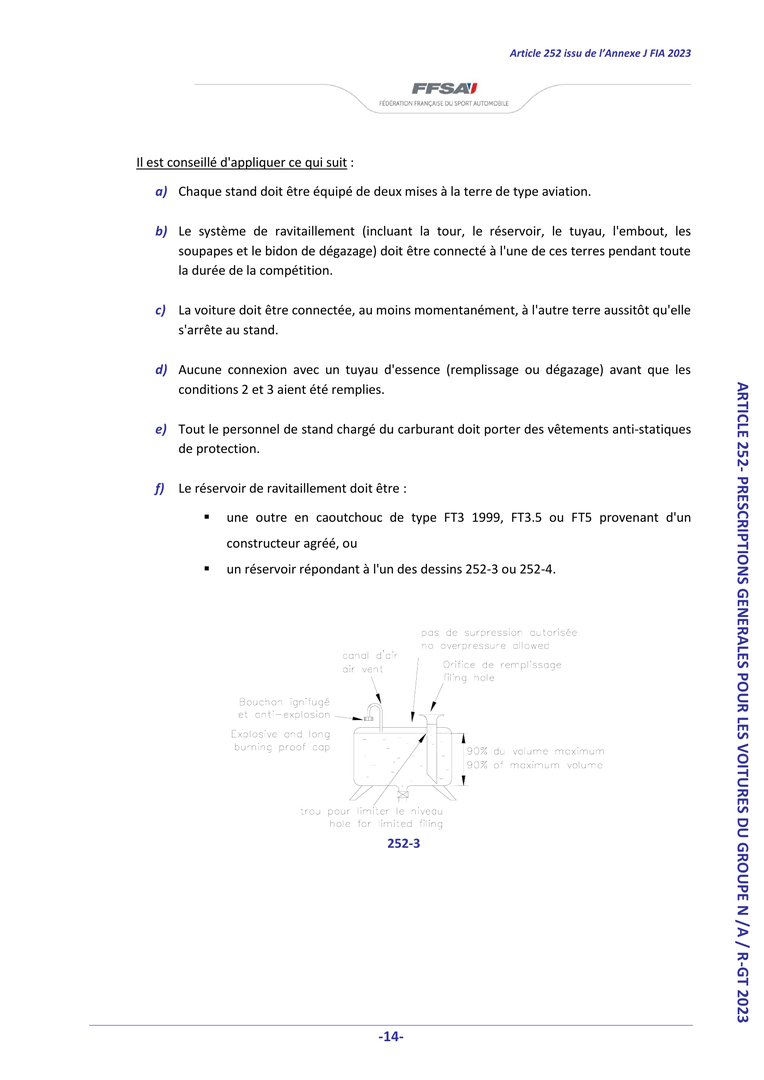 Article 252 issu de l'Annexe J FIA 2023
FFSA
FÉDÉRATION FRANÇAISE DU SPORT AUTOMOBILE
Il est conseillé d'appliquer ce qui suit :
a) Chaque stand doit être équipé de deux mises à la terre de type aviation.
b) Le système de ravitaillement (incluant la tour, le réservoir, le tuyau, l'embout, les
soupapes et le bidon de dégazage) doit être connecté à l'une de ces terres pendant toute
la durée de la compétition.
c) La voiture doit être connectée, au moins momentanément, à l'autre terre aussitôt qu'elle
s'arrête au stand.
d) Aucune connexion avec un tuyau d'essence (remplissage ou dégazage) avant que les
conditions 2 et 3 aient été remplies.
e) Tout le personnel de stand chargé du carburant doit porter des vêtements anti-statiques
de protection.
f) Le réservoir de ravitaillement doit être :
▪ une outre en caoutchouc de type FT3 1999, FT3.5 ou FT5 provenant d'un
constructeur agréé, ou
▪ un réservoir répondant à l'un des dessins 252-3 ou 252-4.
pas de surpression autorisée
no overpressure allowed
canal d'air
air vent
Orifice de remplissage
filing hole
Bouchon ignifugé
et anti-explosion
Explosive and long
burning proof cap
90% du volume maximum
90% of maximum volume
trou pour limiter le niveau
hole for limited filing
252-3
ARTICLE 252- PRESCRIPTIONS GENERALES POUR LES VOITURES DU GROUPE N /A / R-GT 2023
-14-